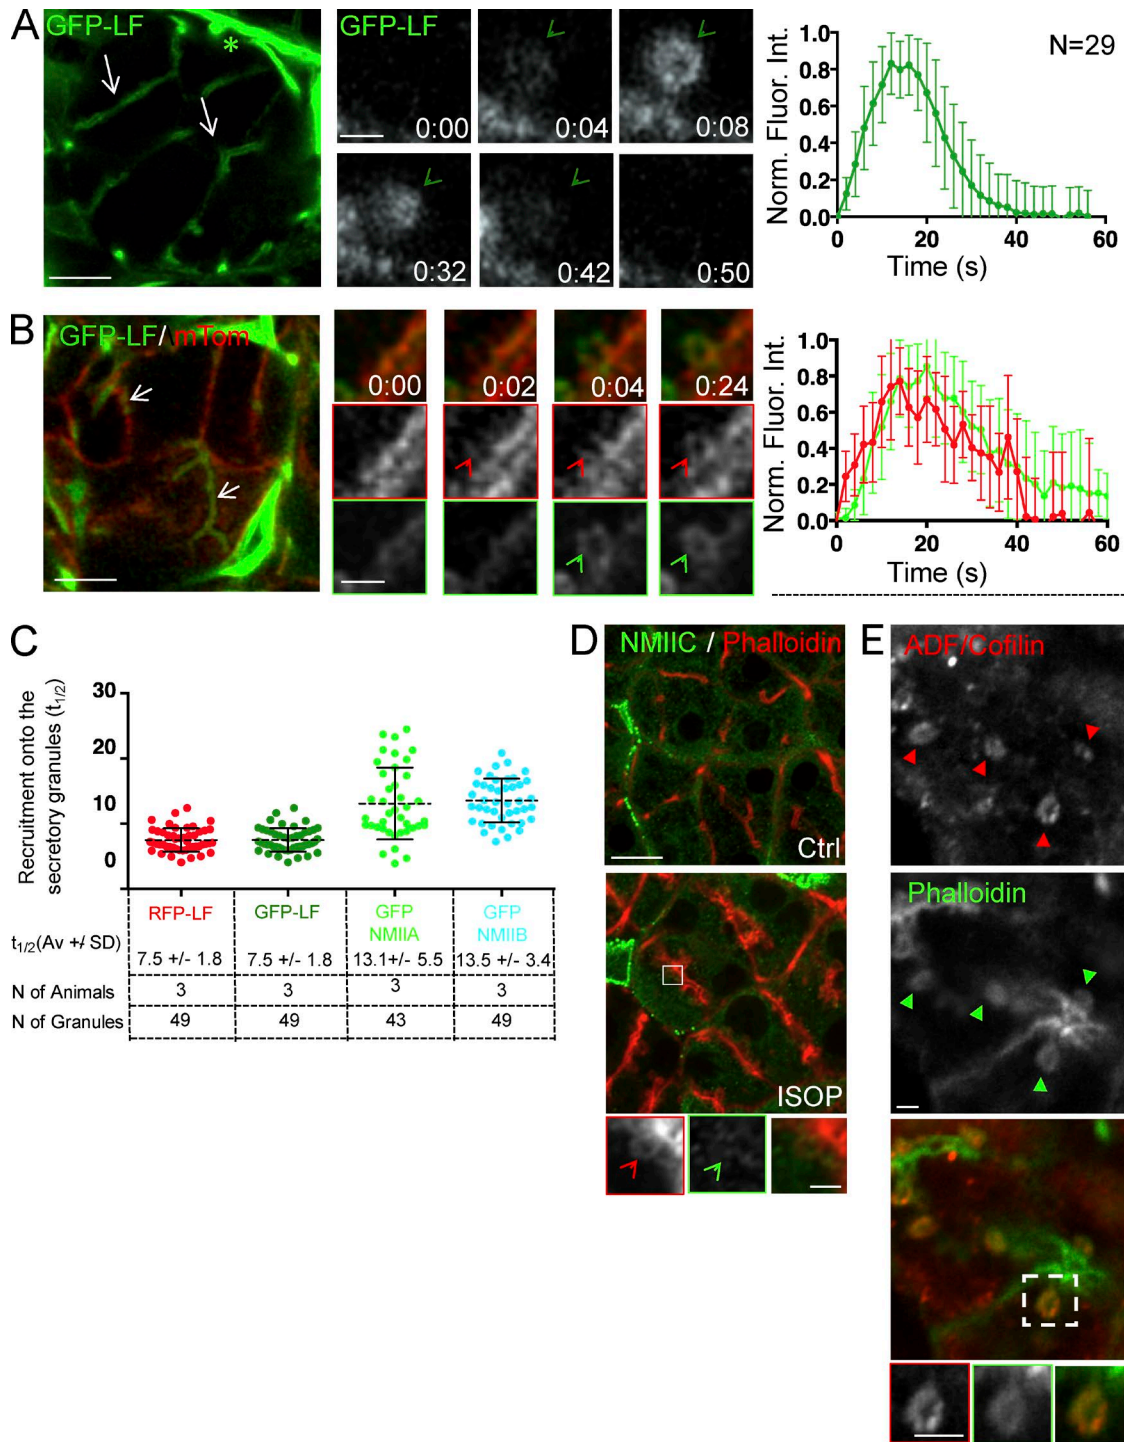 A
GFP-LF
*
GFP-LF
0:00
0:04
0:08
0:32
0:42
0:50
N=29
Norm. Fluor. Int.
1.0
0.8
0.6
0.4
0.2
0.0
0 20 40 60
Time (s)
B
GFP-LF/mTom
0:00
0:02
0:04
0:24
Norm. Fluor. Int.
1.0
0.8
0.6
0.4
0.2
0.0
0 20 40 60
Time (s)
C
Recruitment onto the
secretory granules (t1/2)
30
20
10
0
RFP-LF GFP-LF GFP NMIIA GFP NMIIB
t1/2(Av +/- SD) 7.5 +/- 1.8 7.5 +/- 1.8 13.1+/- 5.5 13.5 +/- 3.4
N of Animals 3 3 3 3
N of Granules 49 49 43 49
D
NMIIC / Phalloidin
Ctrl
ISOP
E
ADF/Cofilin
Phalloidin